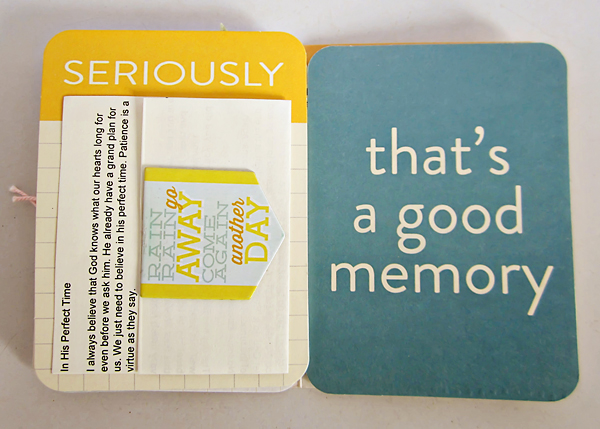 SERIOUSLY
In His Perfect Time
I always believe that God knows what our hearts long for
even before we ask him. He already have a grand plan for
us. We just need to believe in his perfect time. Patience is a
virtue as they say.
RAIN
RAIN go
AWAY
COME
AGAIN
another
DAY
that's
a good
memory